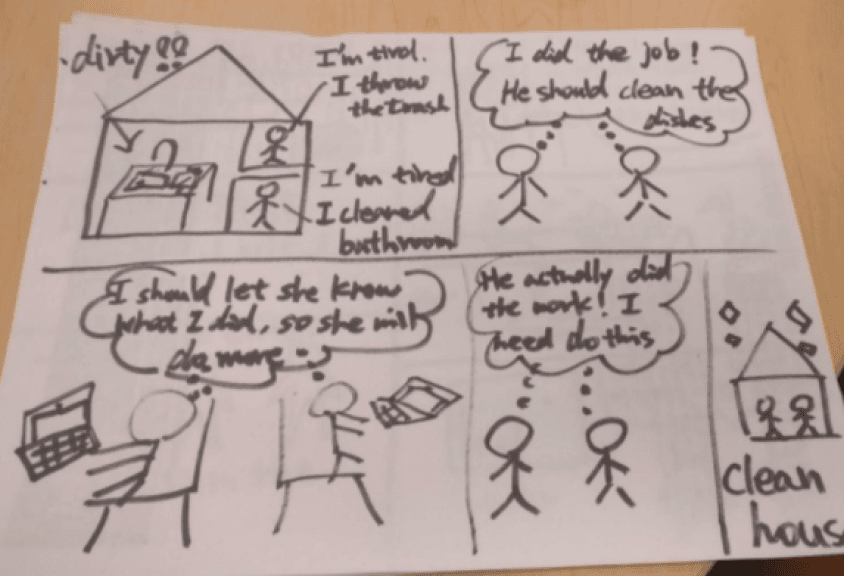 dirty!!
I'm tired.
I throw
the trash
I'm tired
I cleaned
bathroom
I did the job!
He should clean the
dishes
I should let she know
what I did, so she will
do more
He actually did
the work! I
need do this
clean
hous